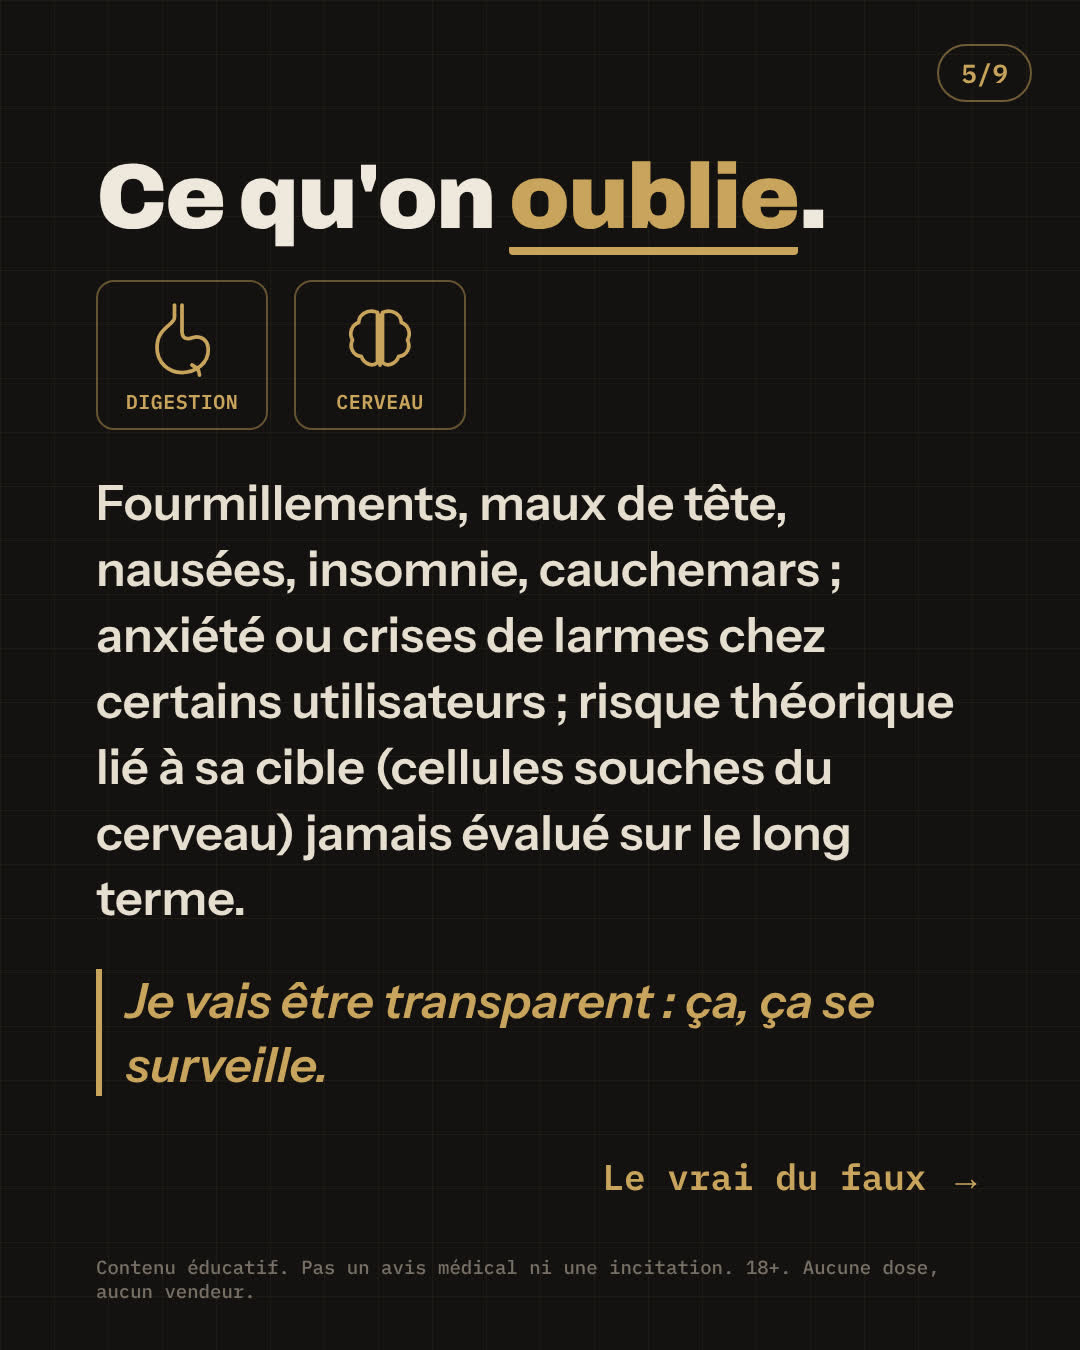 5/9
Ce qu'on oublie.
DIGESTION
CERVEAU
Fourmillements, maux de tête,
nausées, insomnie, cauchemars ;
anxiété ou crises de larmes chez
certains utilisateurs ; risque théorique
lié à sa cible (cellules souches du
cerveau) jamais évalué sur le long
terme.
Je vais être transparent : ça, ça se
surveille.
Le vrai du faux →
Contenu éducatif. Pas un avis médical ni une incitation. 18+. Aucune dose,
aucun vendeur.